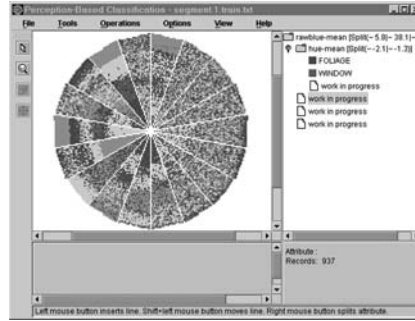 Perception-Based Classification - segment 1.train.txt
File Tools Operations Options View Help
rawblue-mean [Split(~ 5.8|~ 38.1|~
hue-mean [Split(~-2.1|~-1.3)]
FOLIAGE
WINDOW
work in progress
work in progress
work in progress
work in progress
Attribute :
Records: 937
Left mouse button inserts line. Shift+left mouse button moves line. Right mouse button splits attribute.